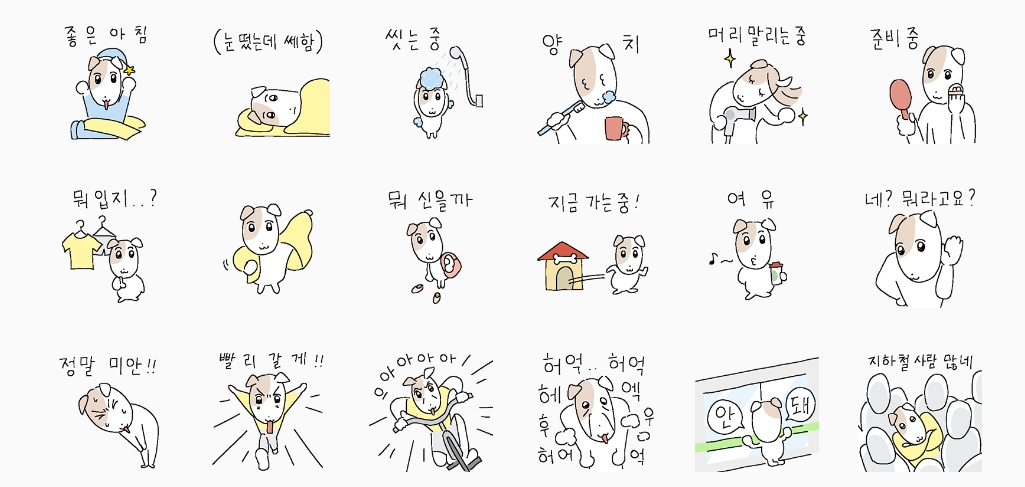 좋은 아침
(눈떴는데 쎄함)
씻는 중
양 치
머리말리는중
준비 중
뭐입지..?
뭐 신을까
지금 가는중!
여 유
네? 뭐라고요?
정말 미안!!
빨리 갈게!!
으아아아아아
허억.. 허억
헤 엑
후 우
허어 억
안 돼
지하철사람 많네